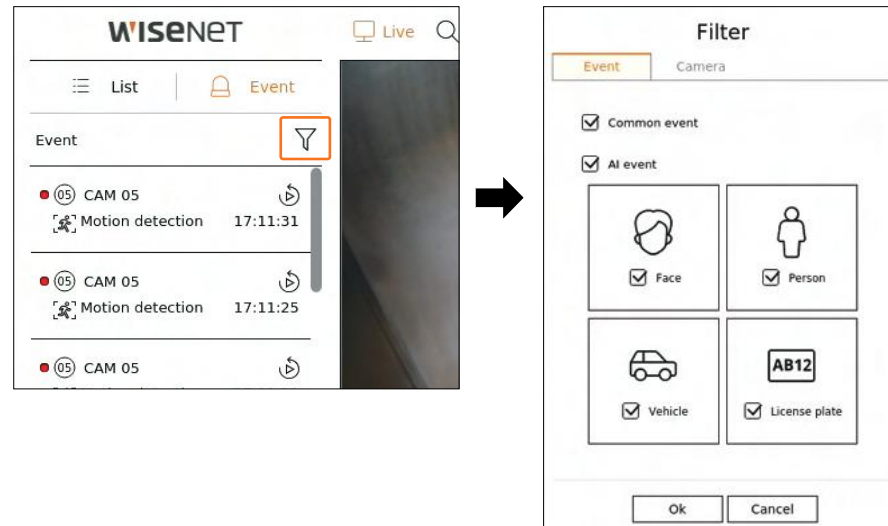 WISENET
Live
List
Event
Event
05 CAM 05
Motion detection 17:11:31
05 CAM 05
Motion detection 17:11:25
05 CAM 05
Filter
Event Camera
Common event
AI event
Face
Person
Vehicle
AB12
License plate
Ok
Cancel